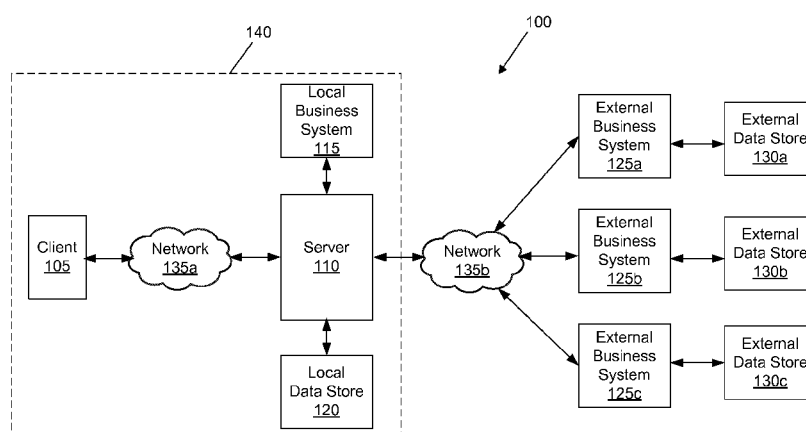 140
100
Local
Business
System
115
External
Business
System
125a
External
Data Store
130a
Client
105
Network
135a
Server
110
Network
135b
External
Business
System
125b
External
Data Store
130b
Local
Data Store
120
External
Business
System
125c
External
Data Store
130c